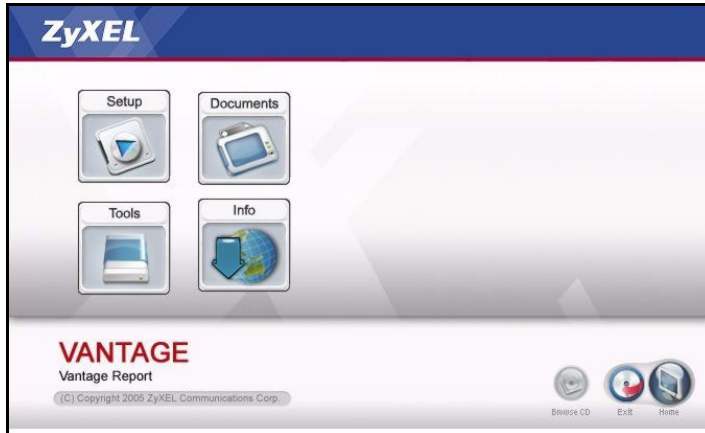 ZyXEL
Setup
Documents
Tools
Info
VANTAGE
Vantage Report
(C) Copyright 2005 ZyXEL Communications Corp.
Browse CD
Exit
Home